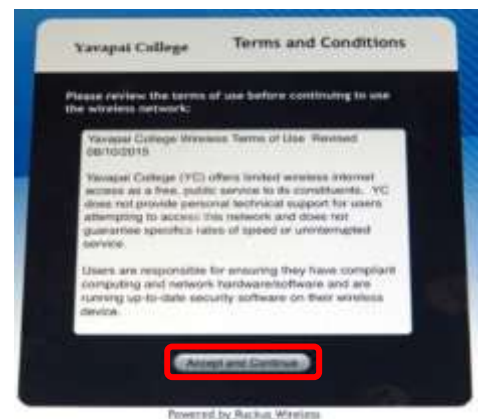 Yavapai College
Terms and Conditions
Please review the terms of use before continuing to use
the wireless network:
Yavapai College Wireless Terms of Use Revised
08/10/2015
Yavapai College (YC) offers limited wireless internet
access as a free, public service to its constituents. YC
does not provide personal technical support for users
attempting to access this network and does not
guarantee specifics rates of speed or uninterrupted
service.
Users are responsible for ensuring they have compliant
computing and network hardware/software and are
running up-to-date security software on their wireless
device.
Accept and Continue
Powered by Ruckus Wireless